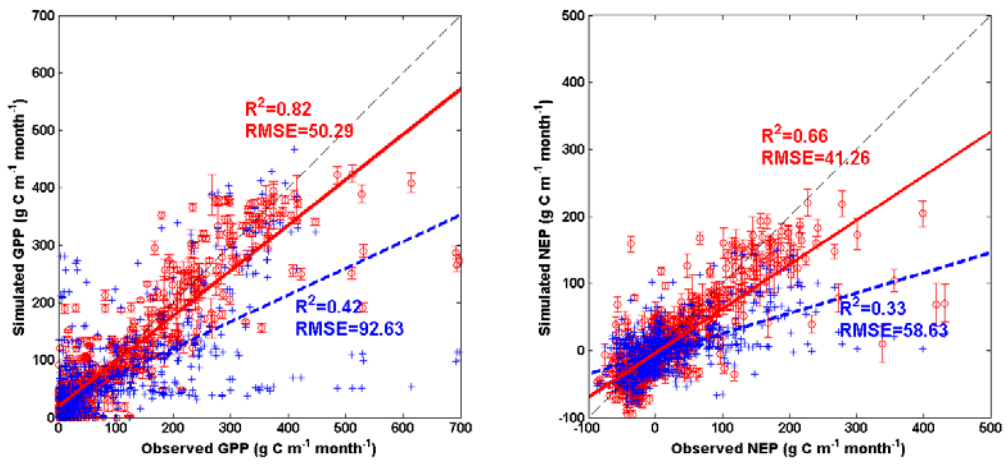 700
600
500
400
300
200
100
0
Simulated GPP (g C m⁻¹ month⁻¹)
R²=0.82
RMSE=50.29
R²=0.42
RMSE=92.63
0 100 200 300 400 500 600 700
Observed GPP (g C m⁻¹ month⁻¹)
500
400
300
200
100
0
-100
Simulated NEP (g C m⁻¹ month⁻¹)
R²=0.66
RMSE=41.26
R²=0.33
RMSE=58.63
-100 0 100 200 300 400 500
Observed NEP (g C m⁻¹ month⁻¹)